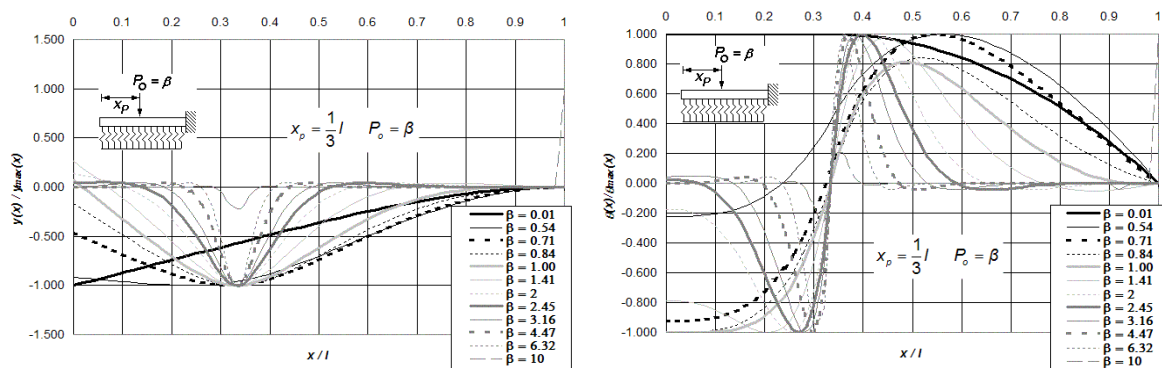 0 0.1 0.2 0.3 0.4 0.5 0.6 0.7 0.8 0.9 1
1.500
1.000
0.500
0.000
-0.500
-1.000
-1.500
y(x) / ymax(x)
Po = β
xp
xp = 1/3 l Po = β
β = 0.01
β = 0.54
β = 0.71
β = 0.84
β = 1.00
β = 1.41
β = 2
β = 2.45
β = 3.16
β = 4.47
β = 6.32
β = 10
x / l
0 0.1 0.2 0.3 0.4 0.5 0.6 0.7 0.8 0.9 1
1.000
0.800
0.600
0.400
0.200
0.000
-0.200
-0.400
-0.600
-0.800
-1.000
Po = β
xp
xp = 1/3 l Po = β
β = 0.01
β = 0.54
β = 0.71
β = 0.84
β = 1.00
β = 1.41
β = 2
β = 2.45
β = 3.16
β = 4.47
β = 6.32
β = 10
x / l